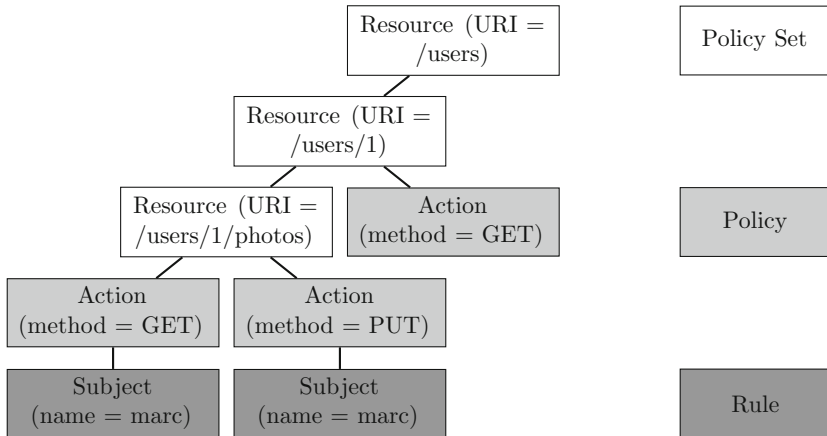 Resource (URI =
/users)
Policy Set
Resource (URI =
/users/1)
Resource (URI =
/users/1/photos)
Action
(method = GET)
Policy
Action
(method = GET)
Action
(method = PUT)
Subject
(name = marc)
Subject
(name = marc)
Rule